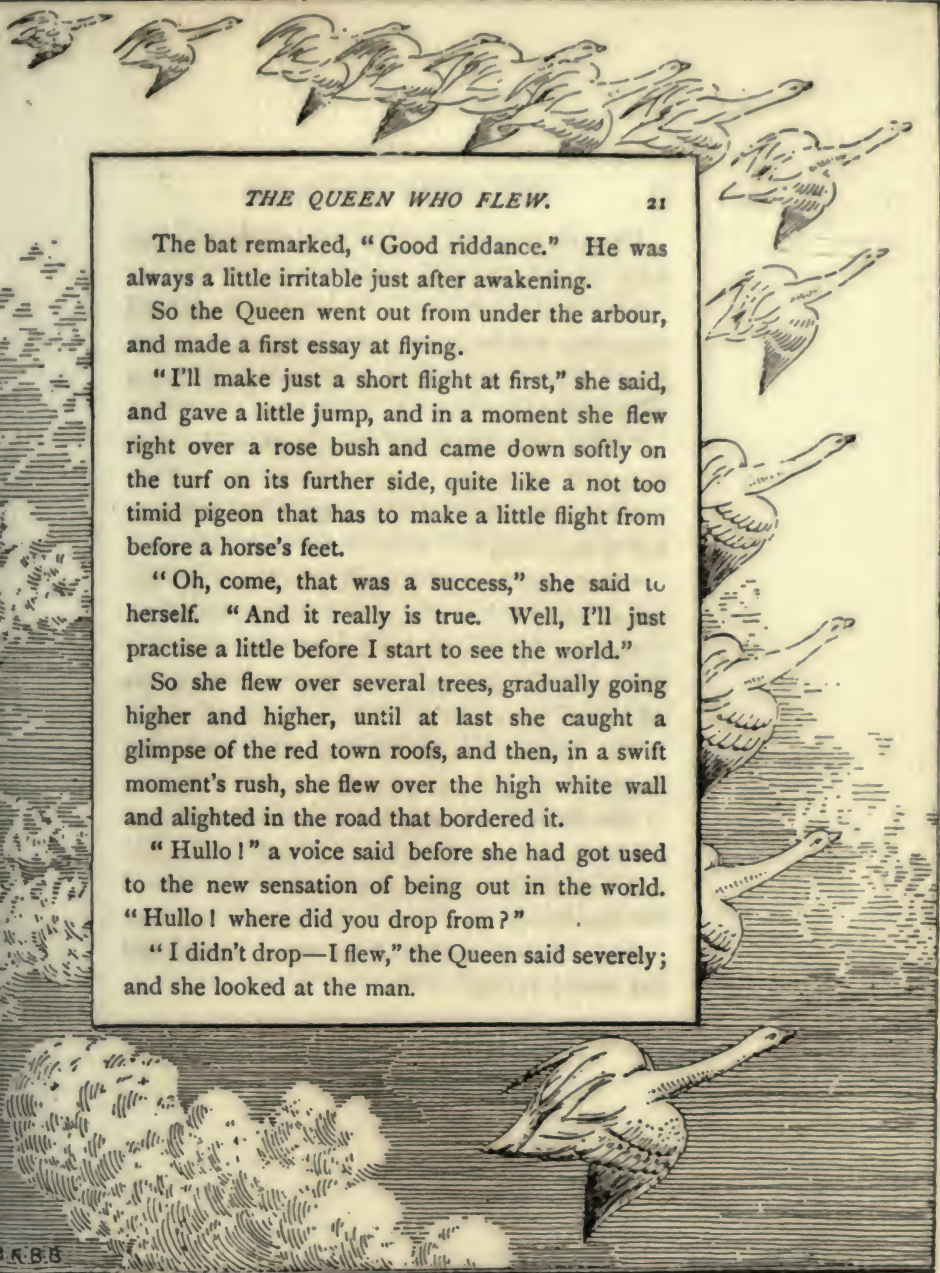 THE QUEEN WHO FLEW. 21
The bat remarked, “Good riddance.” He was
always a little irritable just after awakening.
So the Queen went out from under the arbour,
and made a first essay at flying.
“I'll make just a short flight at first,” she said,
and gave a little jump, and in a moment she flew
right over a rose bush and came down softly on
the turf on its further side, quite like a not too
timid pigeon that has to make a little flight from
before a horse's feet.
“Oh, come, that was a success,” she said to
herself. “And it really is true. Well, I'll just
practise a little before I start to see the world.”
So she flew over several trees, gradually going
higher and higher, until at last she caught a
glimpse of the red town roofs, and then, in a swift
moment's rush, she flew over the high white wall
and alighted in the road that bordered it.
“Hullo!” a voice said before she had got used
to the new sensation of being out in the world.
“Hullo! where did you drop from?”
“I didn't drop—I flew,” the Queen said severely;
and she looked at the man.